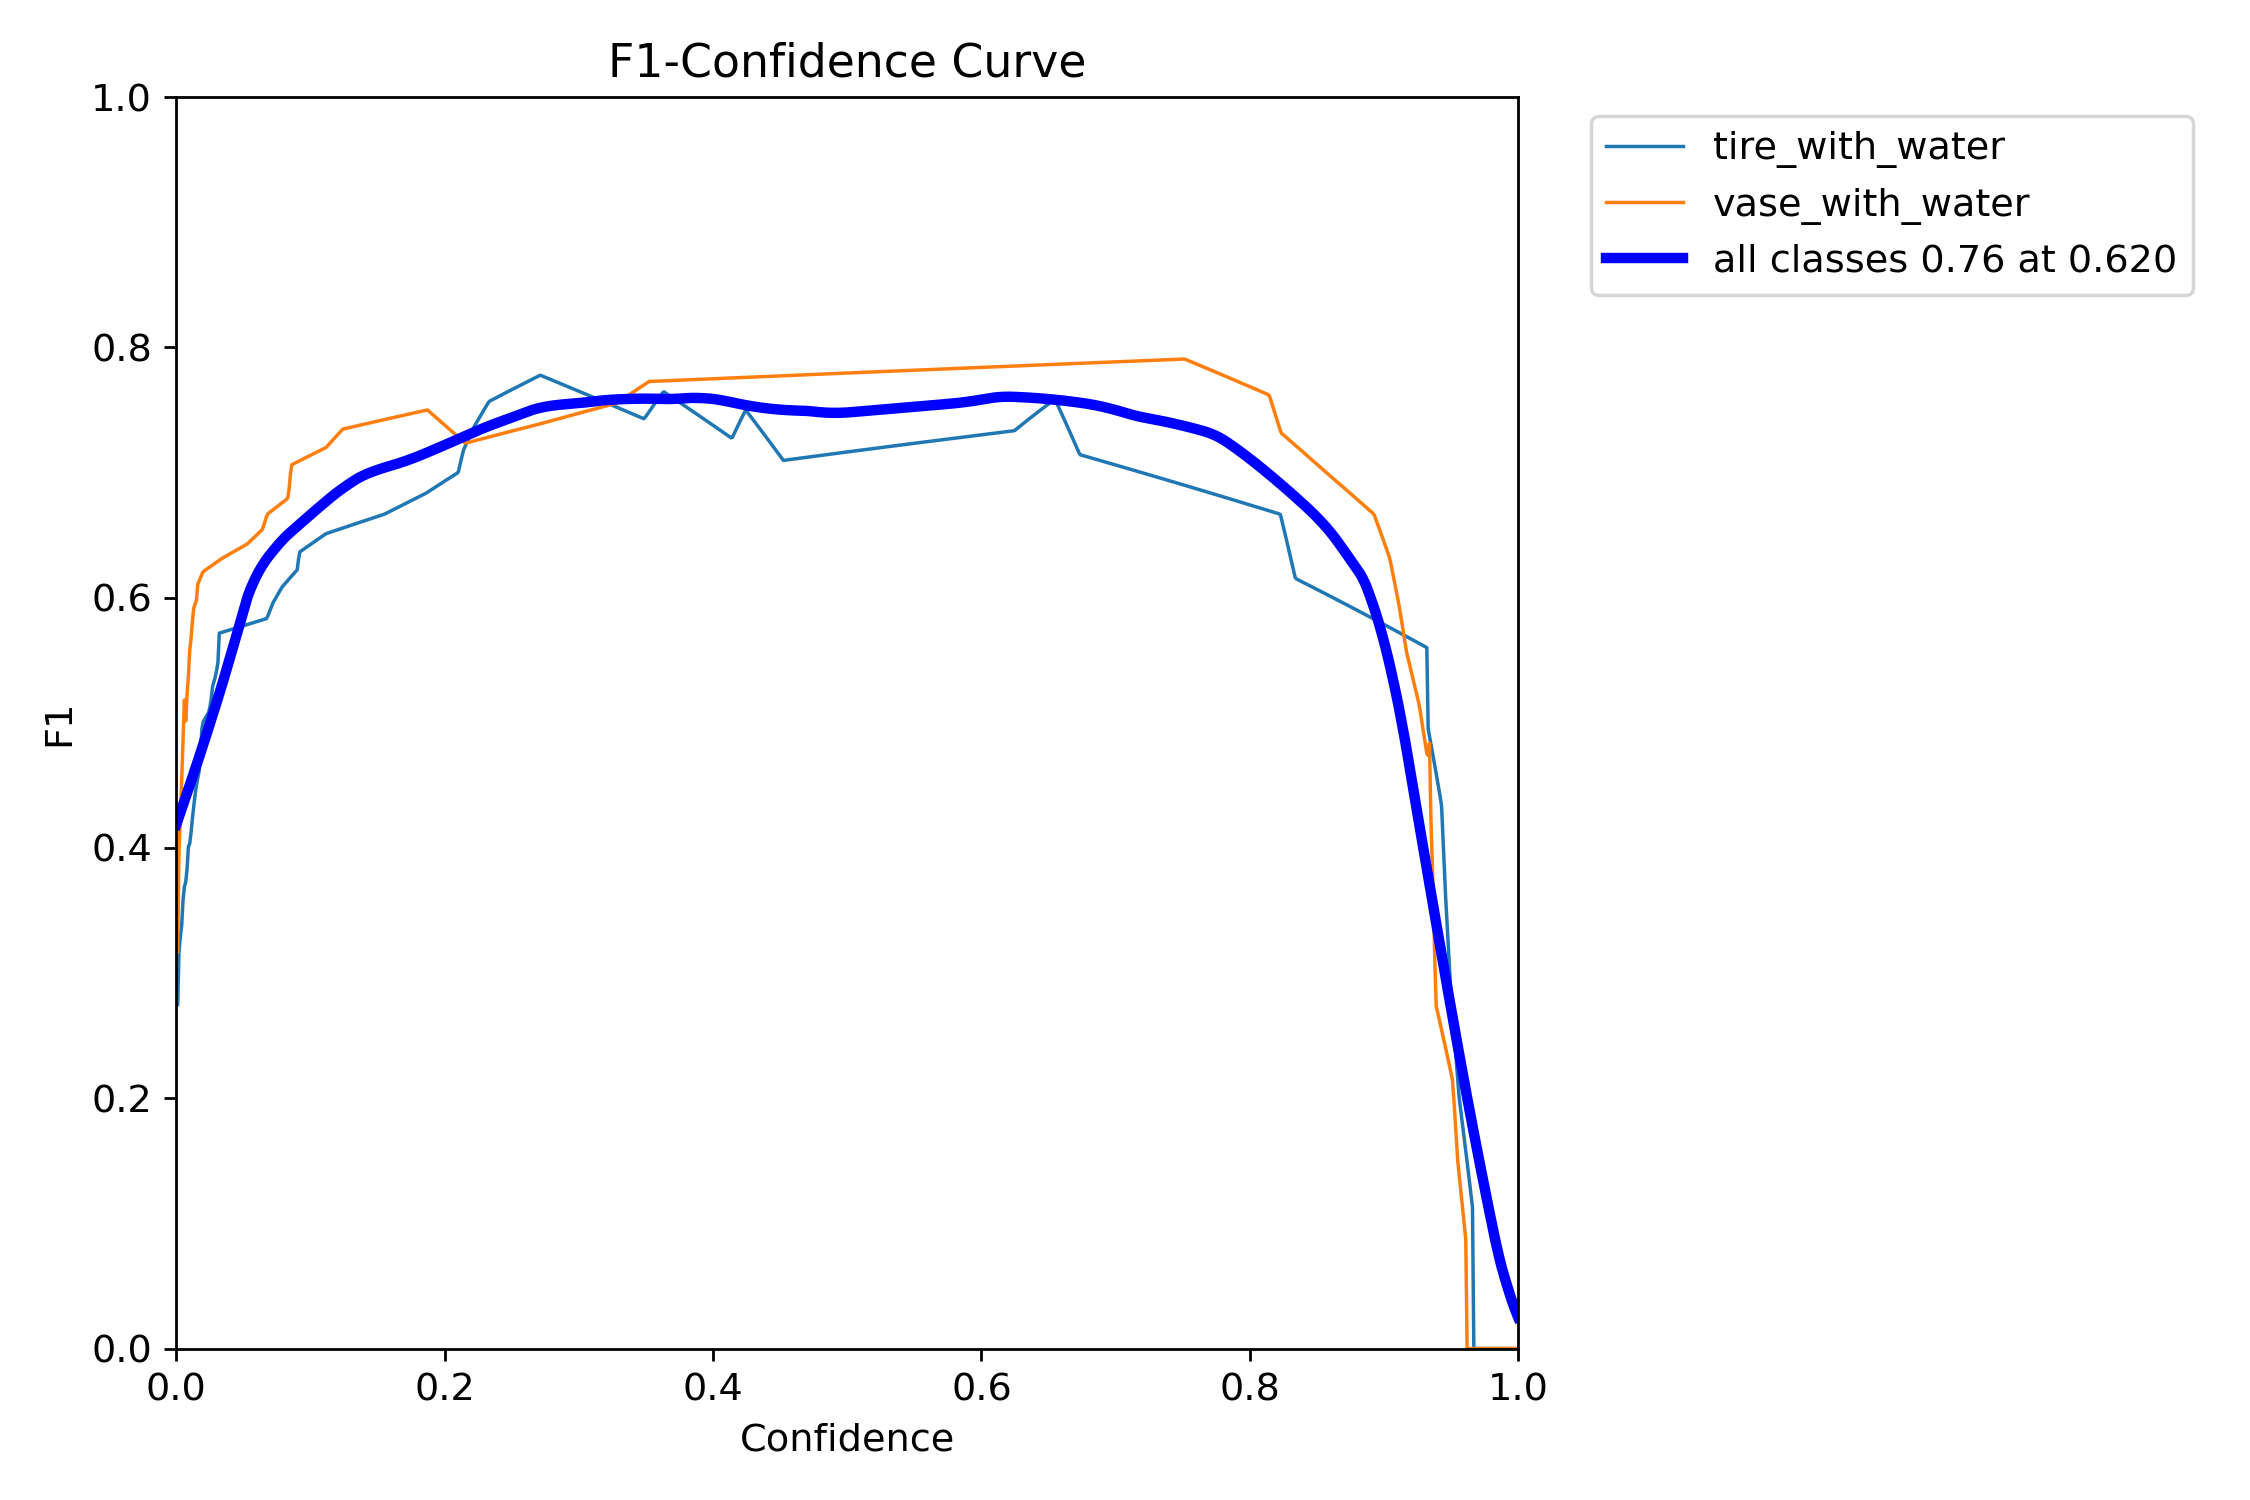 F1-Confidence Curve
1.0
0.8
0.6
0.4
0.2
0.0
F1
0.0 0.2 0.4 0.6 0.8 1.0
Confidence
tire_with_water
vase_with_water
all classes 0.76 at 0.620